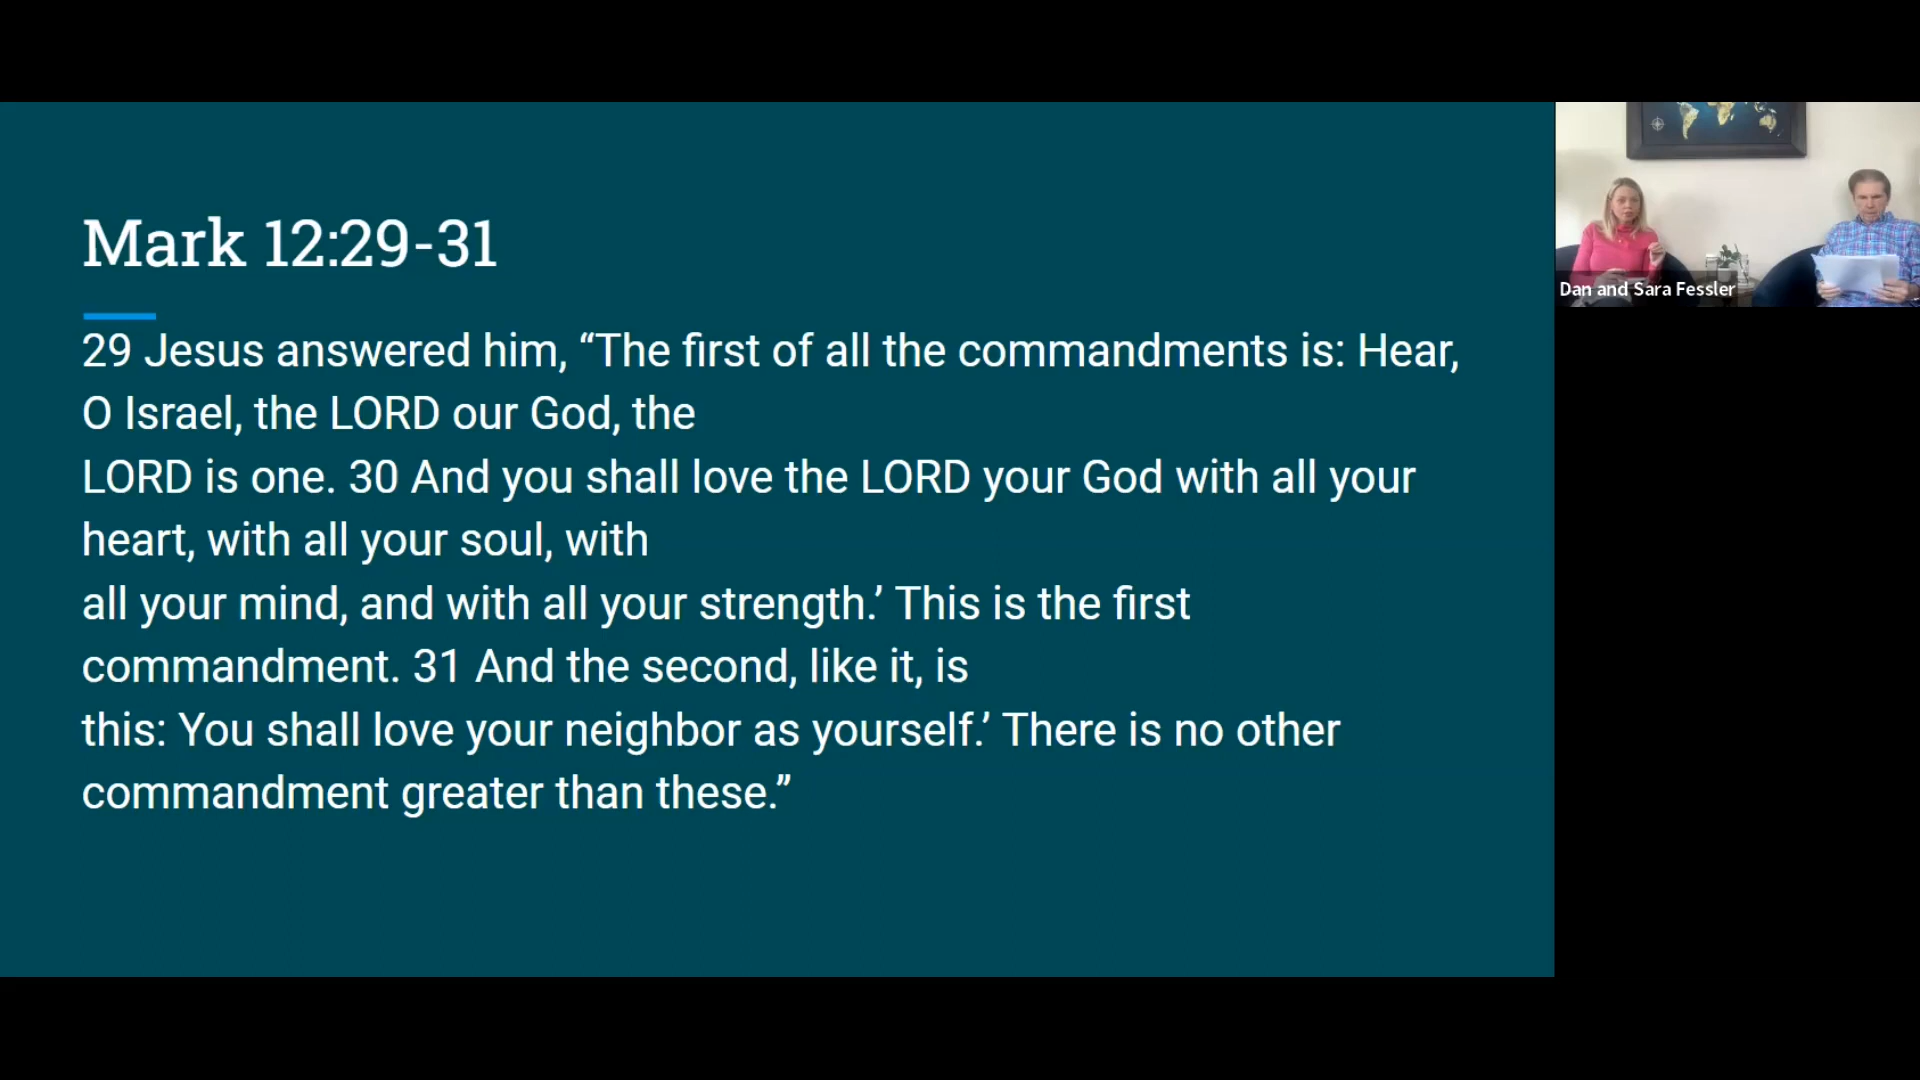 Mark 12:29-31
29 Jesus answered him, “The first of all the commandments is: Hear,
O Israel, the LORD our God, the
LORD is one. 30 And you shall love the LORD your God with all your
heart, with all your soul, with
all your mind, and with all your strength.’ This is the first
commandment. 31 And the second, like it, is
this: You shall love your neighbor as yourself.’ There is no other
commandment greater than these.”
Dan and Sara Fessler